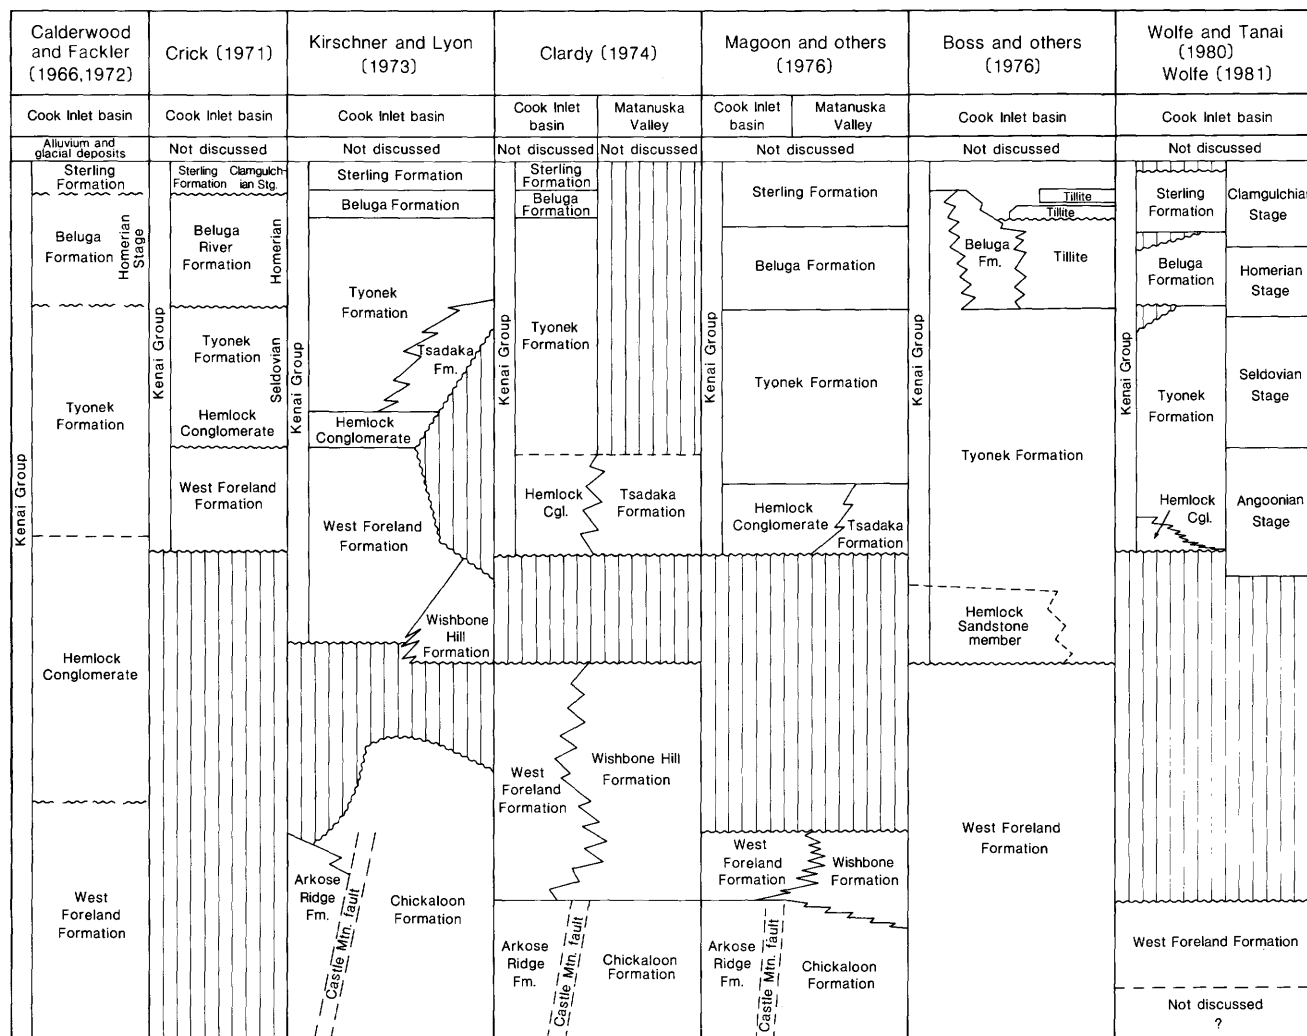 Calderwood
and Fackler
(1966,1972)
Crick (1971)
Kirschner and Lyon
(1973)
Clardy (1974)
Magoon and others
(1976)
Boss and others
(1976)
Wolfe and Tanai
(1980)
Wolfe (1981)
Cook Inlet basin
Cook Inlet basin
Cook Inlet basin
Cook Inlet
basin
Matanuska
Valley
Cook Inlet
basin
Matanuska
Valley
Cook Inlet basin
Cook Inlet basin
Alluvium and
glacial deposits
Not discussed
Not discussed
Not discussed
Not discussed
Not discussed
Not discussed
Not discussed
Kenai Group
Sterling
Formation
Beluga
Formation
Homerian
Stage
Tyonek
Formation
Hemlock
Conglomerate
West
Foreland
Formation
Kenai Group
Sterling
Formation
Clamgulch-
ian Stg.
Beluga
River
Formation
Homerian
Tyonek
Formation
Seldovian
Hemlock
Conglomerate
West Foreland
Formation
Kenai Group
Sterling Formation
Beluga Formation
Tyonek
Formation
Tsadaka
Fm.
Hemlock
Conglomerate
West Foreland
Formation
Wishbone
Hill
Formation
Arkose
Ridge
Fm.
Castle Mtn. fault
Chickaloon
Formation
Kenai Group
Sterling
Formation
Beluga
Formation
Tyonek
Formation
Hemlock
Cgl.
Tsadaka
Formation
West
Foreland
Formation
Wishbone Hill
Formation
Arkose
Ridge
Fm.
Castle Mtn. fault
Chickaloon
Formation
Kenai Group
Sterling Formation
Beluga Formation
Tyonek Formation
Hemlock
Conglomerate
Tsadaka
Formation
West
Foreland
Formation
Wishbone
Formation
Arkose
Ridge
Fm.
Castle Mtn. fault
Chickaloon
Formation
Kenai Group
Tillite
Tillite
Beluga
Fm.
Tillite
Tyonek Formation
Hemlock
Sandstone
member
West Foreland
Formation
Kenai Group
Sterling
Formation
Clamgulchian
Stage
Beluga
Formation
Homerian
Stage
Tyonek
Formation
Seldovian
Stage
Hemlock
Cgl.
Angoonian
Stage
West Foreland Formation
Not discussed
?